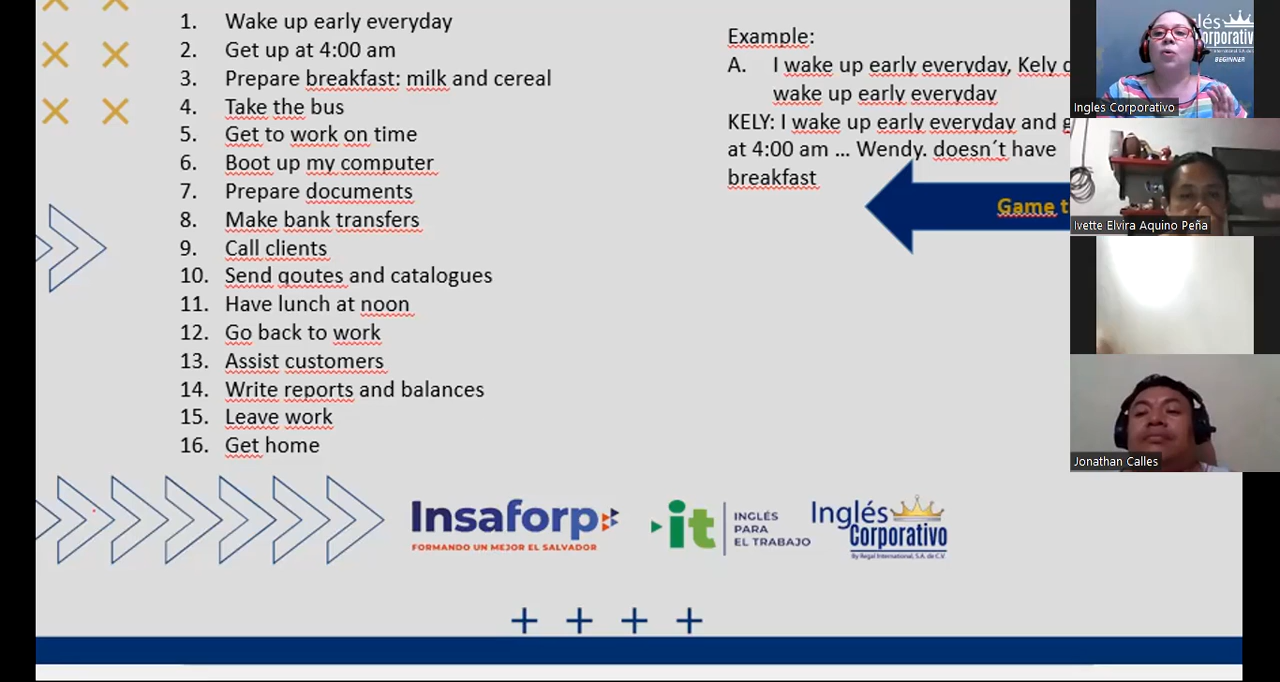 1. Wake up early everyday
2. Get up at 4:00 am
3. Prepare breakfast: milk and cereal
4. Take the bus
5. Get to work on time
6. Boot up my computer
7. Prepare documents
8. Make bank transfers
9. Call clients
10. Send qoutes and catalogues
11. Have lunch at noon
12. Go back to work
13. Assist customers
14. Write reports and balances
15. Leave work
16. Get home
Example:
A. I wake up early everyday, Kely
wake up early everyday
KELY: I wake up early everyday and
at 4:00 am ... Wendy. doesn´t have
breakfast
Game
Inglés Corporativo
BEGINNER
Ingles Corporativo
Ivette Elvira Aquino Peña
Jonathan Calles
Insaforp
FORMANDO UN MEJOR EL SALVADOR
it
INGLÉS
PARA
EL TRABAJO
Inglés
Corporativo
By Regal International, S.A. de C.V.